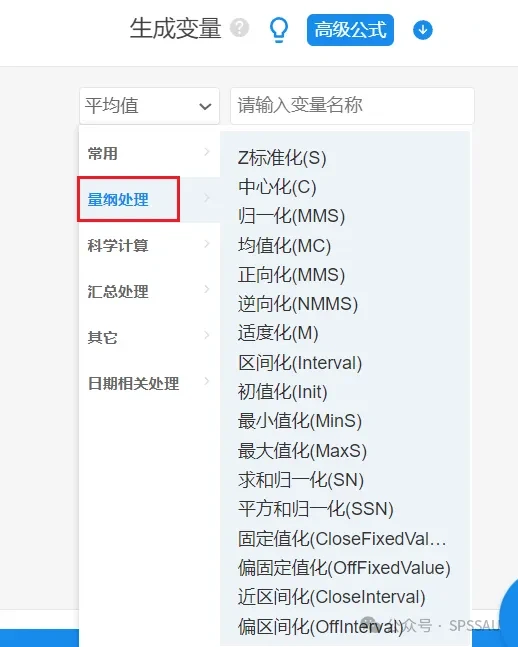 生成变量 ? 高级公式
平均值 请输入变量名称
常用
量纲处理
科学计算
汇总处理
其它
日期相关处理
Z标准化(S)
中心化(C)
归一化(MMS)
均值化(MC)
正向化(MMS)
逆向化(NMMS)
适度化(M)
区间化(Interval)
初值化(Init)
最小值化(MinS)
最大值化(MaxS)
求和归一化(SN)
平方和归一化(SSN)
固定值化(CloseFixedVal...
偏固定值化(OffFixedValue)
近区间化(CloseInterval)
偏区间化(OffInterval)
公众号 · SPSSAU